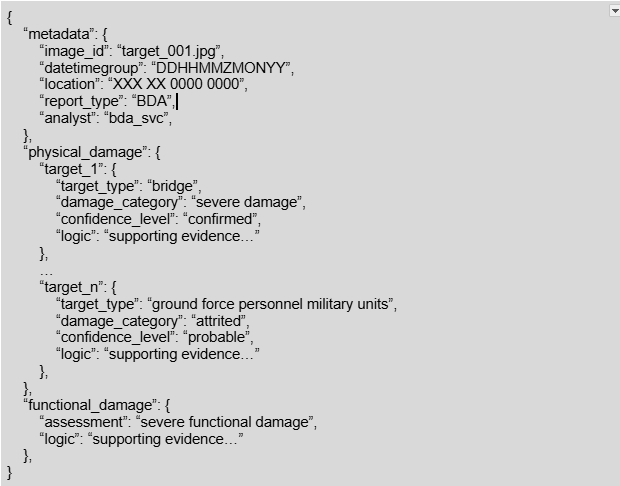 {
“metadata”: {
“image_id”: “target_001.jpg”,
“datetimegroup”: “DDHHMMZMONYY”,
“location”: “XXX XX 0000 0000”,
“report_type”: “BDA”,
“analyst”: “bda_svc”,
},
“physical_damage”: {
“target_1”: {
“target_type”: “bridge”,
“damage_category”: “severe damage”,
“confidence_level”: “confirmed”,
“logic”: “supporting evidence…”
},
…
“target_n”: {
“target_type”: “ground force personnel military units”,
“damage_category”: “attrited”,
“confidence_level”: “probable”,
“logic”: “supporting evidence…”
},
},
“functional_damage”: {
“assessment”: “severe functional damage”,
“logic”: “supporting evidence…”
},
}